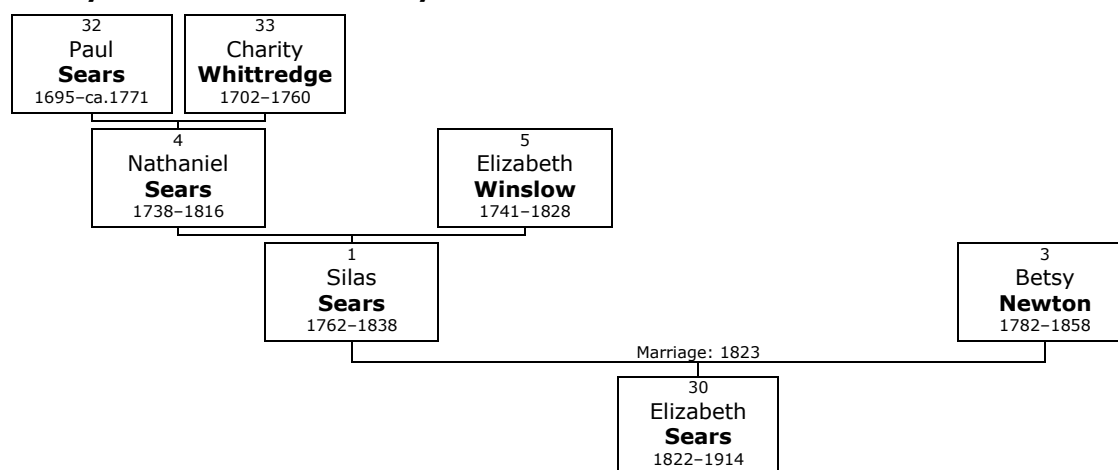 32
Paul
Sears
1695–ca.1771
33
Charity
Whittredge
1702–1760
4
Nathaniel
Sears
1738–1816
5
Elizabeth
Winslow
1741–1828
1
Silas
Sears
1762–1838
3
Betsy
Newton
1782–1858
Marriage: 1823
30
Elizabeth
Sears
1822–1914